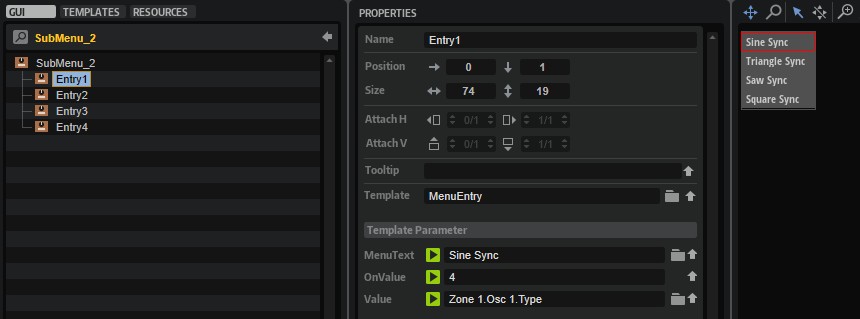 GUI TEMPLATES RESOURCES
SubMenu_2
SubMenu_2
Entry1
Entry2
Entry3
Entry4
PROPERTIES
Name Entry1
Position 0 1
Size 74 19
Attach H 0/1 1/1
Attach V 0/1 1/1
Tooltip
Template MenuEntry
Template Parameter
MenuText Sine Sync
OnValue 4
Value Zone 1.Osc 1.Type
Sine Sync
Triangle Sync
Saw Sync
Square Sync